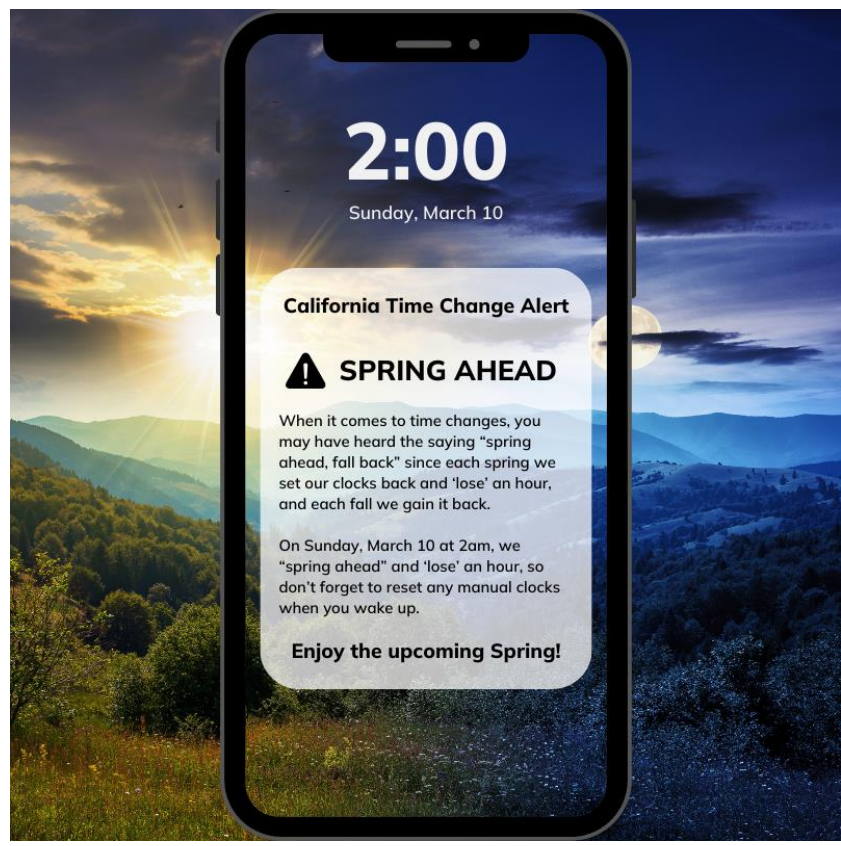 2:00
Sunday, March 10
California Time Change Alert
SPRING AHEAD
When it comes to time changes, you
may have heard the saying “spring
ahead, fall back” since each spring we
set our clocks back and ‘lose’ an hour,
and each fall we gain it back.
On Sunday, March 10 at 2am, we
“spring ahead” and ‘lose’ an hour, so
don’t forget to reset any manual clocks
when you wake up.
Enjoy the upcoming Spring!